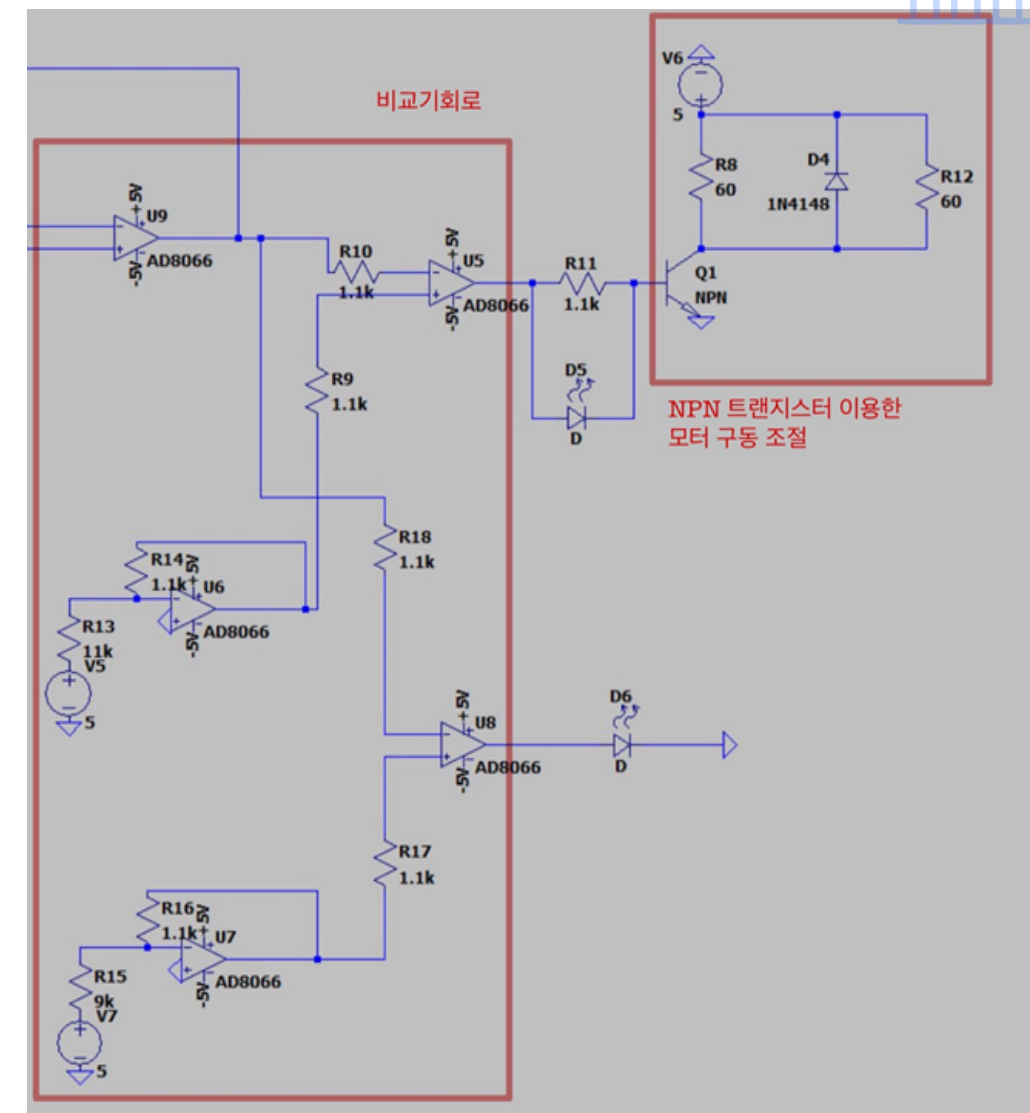 V6
5
비교기회로
R8
60
D4
1N4148
R12
60
+5V
U9
AD8066
-5V
R10
1.1k
+5V
U5
AD8066
-5V
R11
1.1k
Q1
NPN
D5
D
R9
1.1k
NPN 트랜지스터 이용한
모터 구동 조절
R18
1.1k
R14
1.1k
+5V
U6
AD8066
-5V
R13
11k
V5
5
+5V
U8
AD8066
-5V
D6
D
R17
1.1k
R16
1.1k
+5V
U7
AD8066
-5V
R15
9k
V7
5